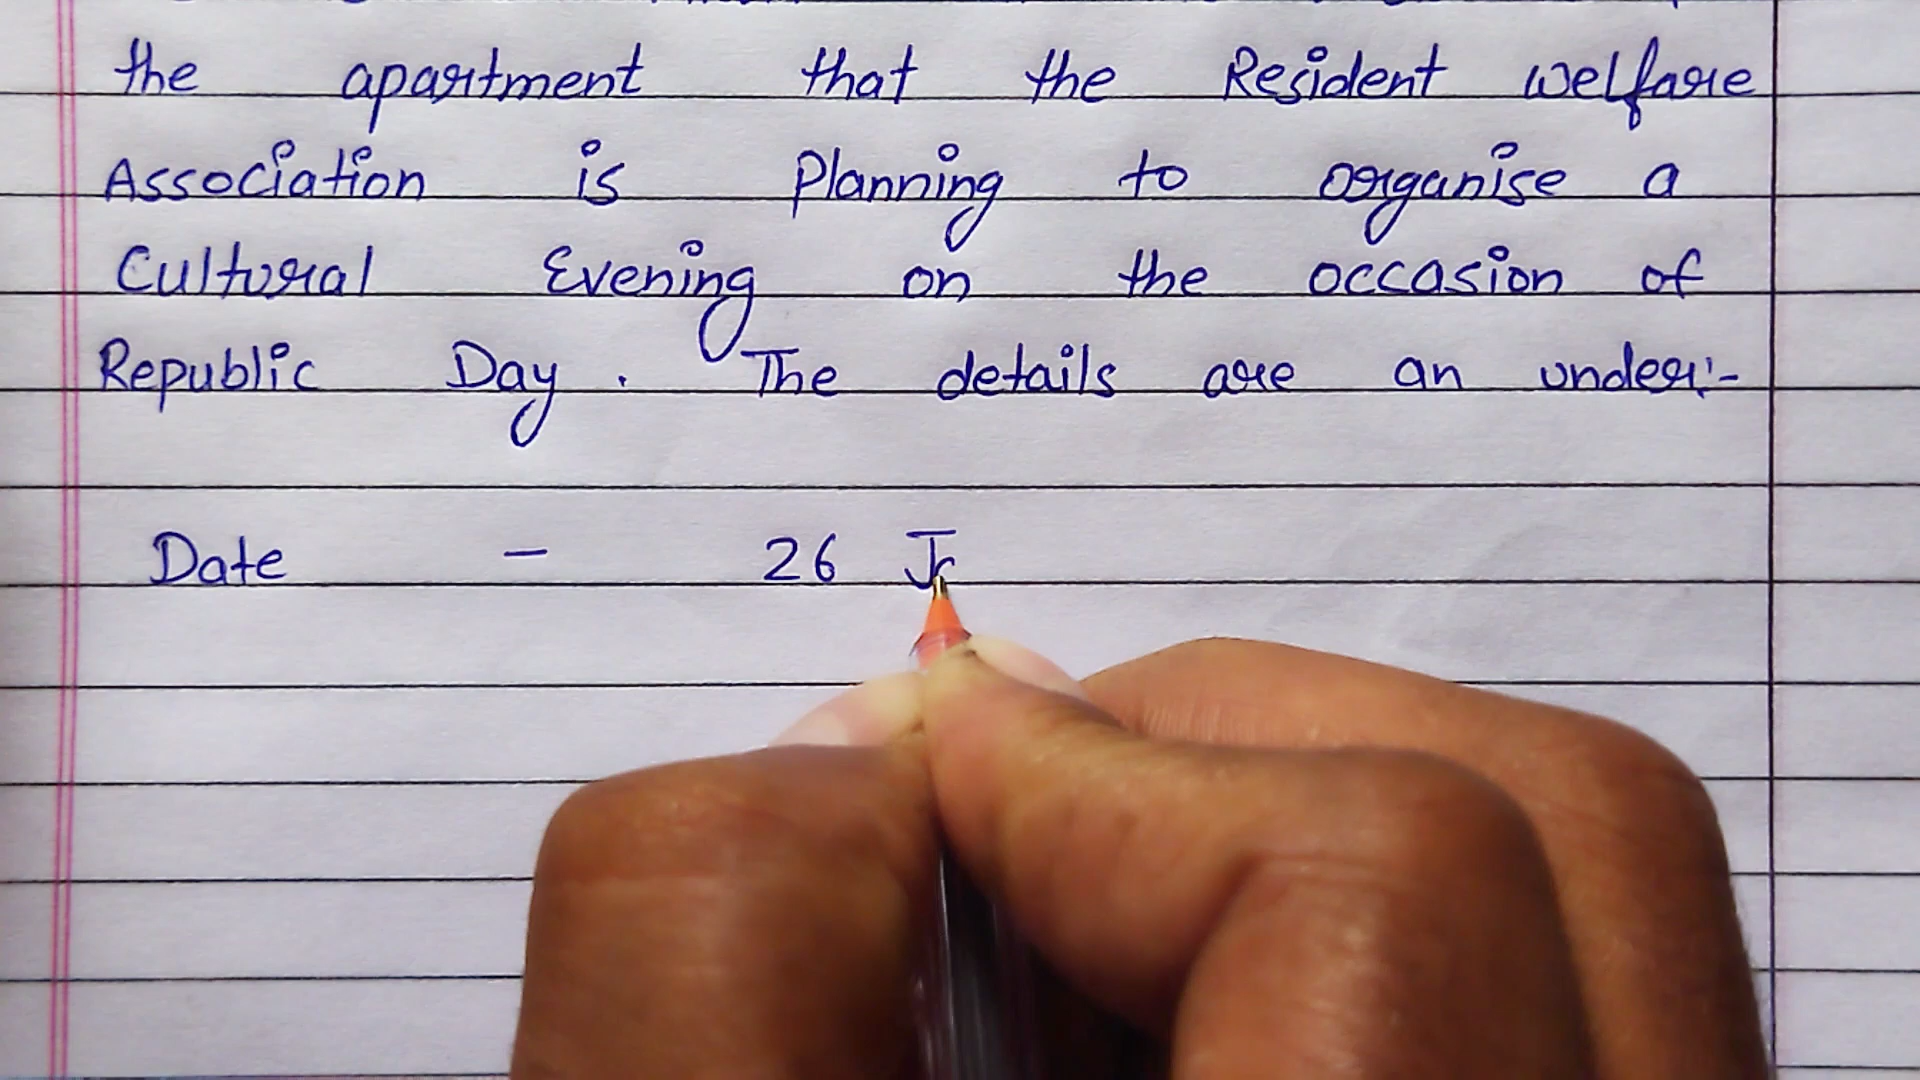 the apartment that the Resident welfare
Association is Planning to organise a
Cultural Evening on the occasion of
Republic Day. The details are an under:-
Date - 26 J